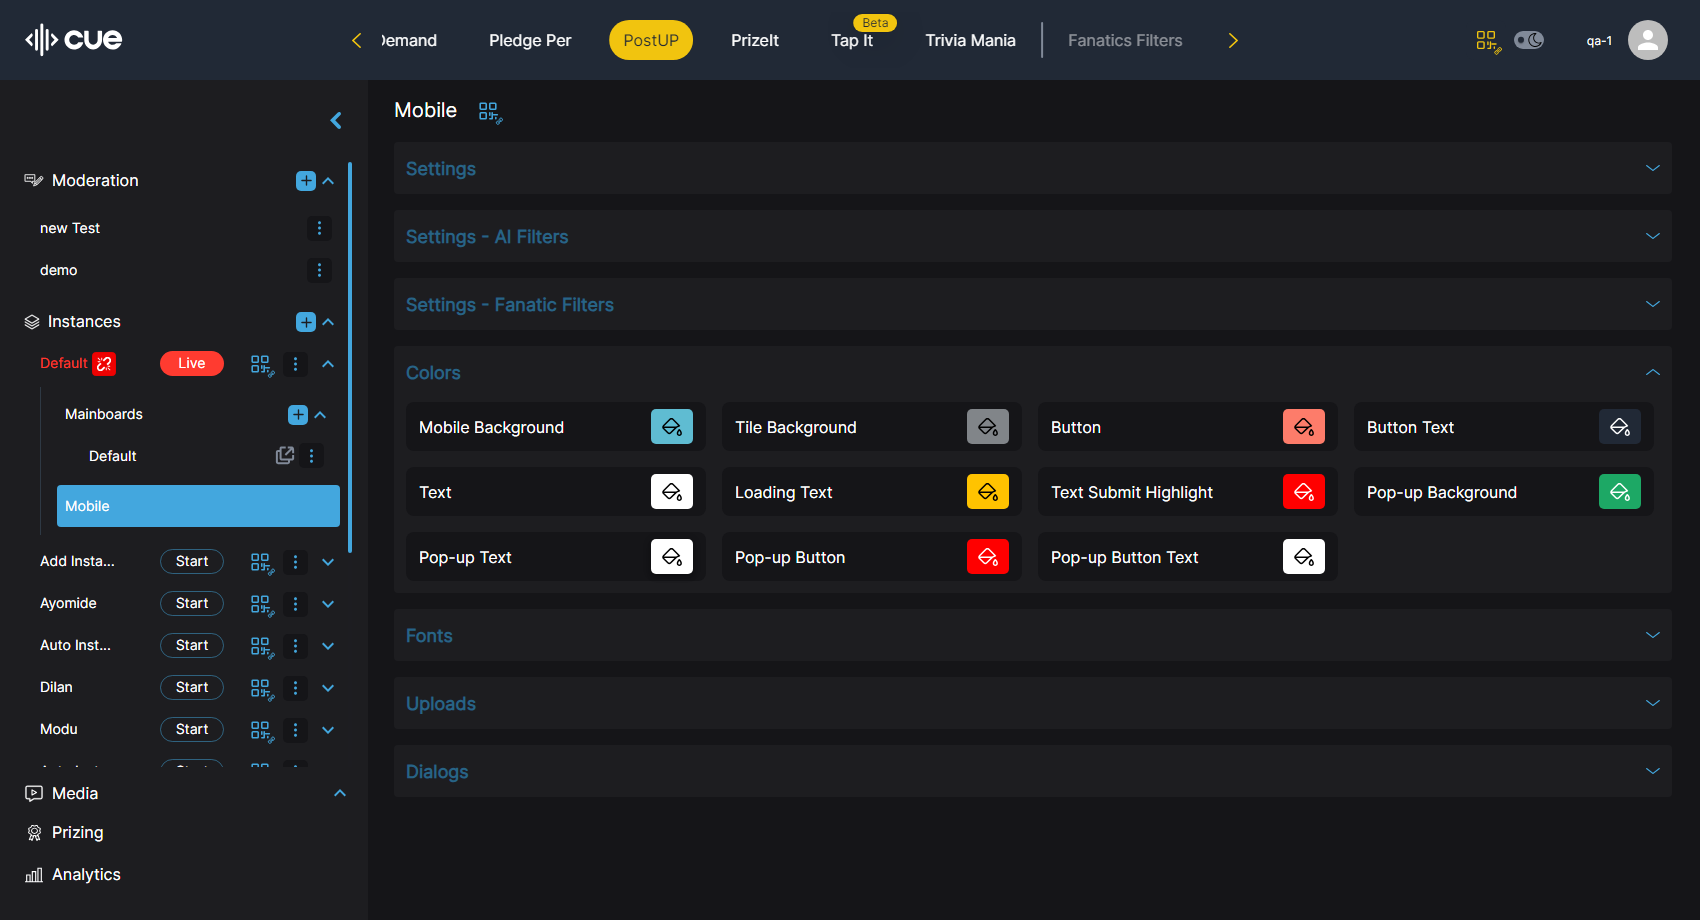 cue
Demand
Pledge Per
PostUP
PrizeIt
Tap It
Beta
Trivia Mania
Fanatics Filters
qa-1
Moderation
new Test
demo
Instances
Default
Live
Mainboards
Default
Mobile
Add Insta...
Start
Ayomide
Start
Auto Inst...
Start
Dilan
Start
Modu
Start
Media
Prizing
Analytics
Mobile
Settings
Settings - AI Filters
Settings - Fanatic Filters
Colors
Mobile Background
Tile Background
Button
Button Text
Text
Loading Text
Text Submit Highlight
Pop-up Background
Pop-up Text
Pop-up Button
Pop-up Button Text
Fonts
Uploads
Dialogs